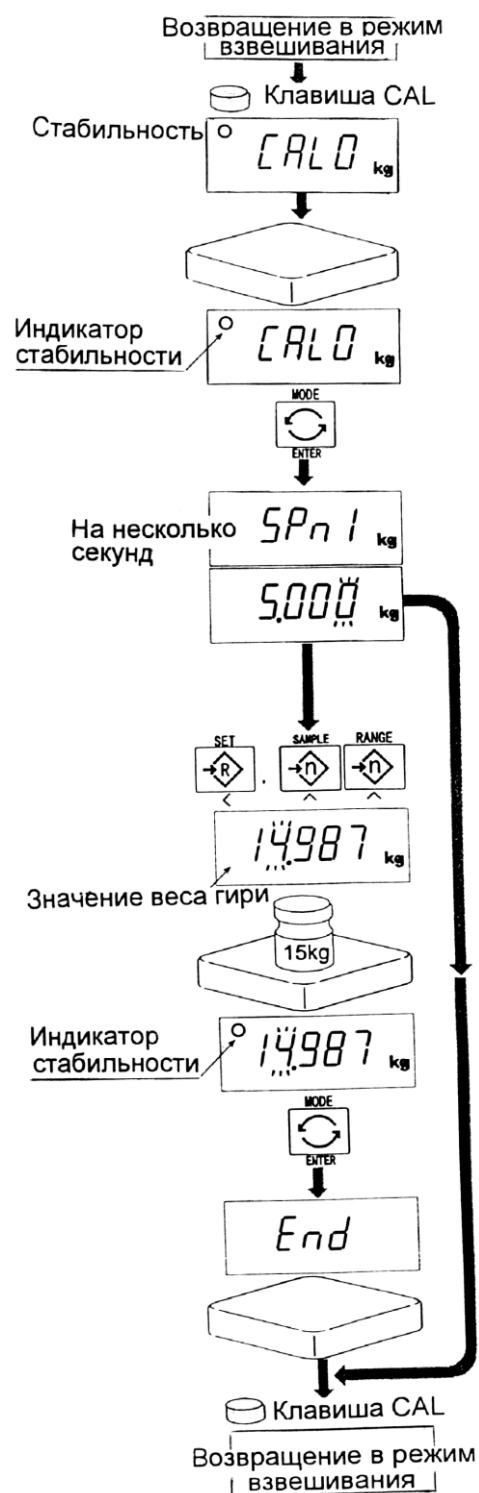 Возвращение в режим
взвешивания
Клавиша CAL
Стабильность
CAL0 kg
Индикатор
стабильности
CAL0 kg
MODE
ENTER
На несколько
секунд
SPn1 kg
5.000 kg
SET SAMPLE RANGE
→R . →n →n
< ^ ^
14.987 kg
Значение веса гири
15kg
Индикатор
стабильности
14.987 kg
MODE
ENTER
End
Клавиша CAL
Возвращение в режим
взвешивания